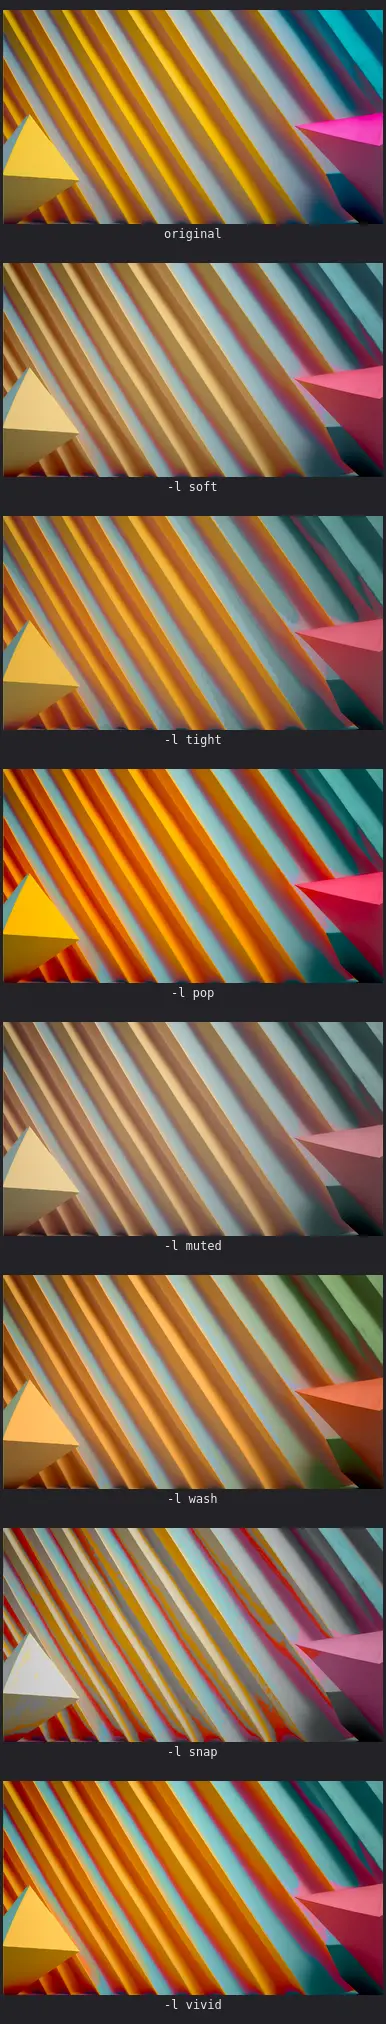 original
-l soft
-l tight
-l pop
-l muted
-l wash
-l snap
-l vivid